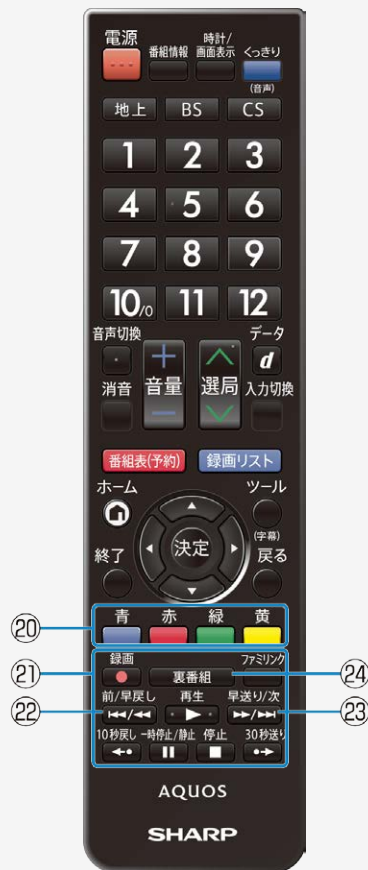 電源 番組情報 時計/画面表示 くっきり
(音声)
地上 BS CS
1 2 3
4 5 6
7 8 9
10/0 11 12
音声切換 データ
+ d
消音 音量 選局 入力切換
−
番組表(予約) 録画リスト
ホーム ツール
(字幕)
終了 決定 戻る
⑳ 青 赤 緑 黄
㉑ 録画 ファミリンク
裏番組 ㉔
㉒ 前/早戻し 再生 早送り/次 ㉓
10秒戻し 一時停止/静止 停止 30秒送り
AQUOS
SHARP